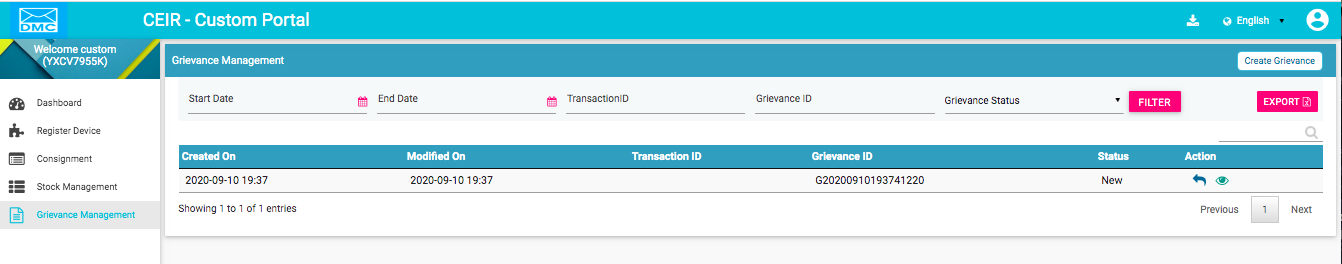 DMC
CEIR - Custom Portal
English
Welcome custom
(YXCV7955K)
Dashboard
Register Device
Consignment
Stock Management
Grievance Management
Grievance Management
Create Grievance
Start Date
End Date
TransactionID
Grievance ID
Grievance Status
FILTER
EXPORT
Created On Modified On Transaction ID Grievance ID Status Action
2020-09-10 19:37 2020-09-10 19:37 G20200910193741220 New
Showing 1 to 1 of 1 entries
Previous 1 Next